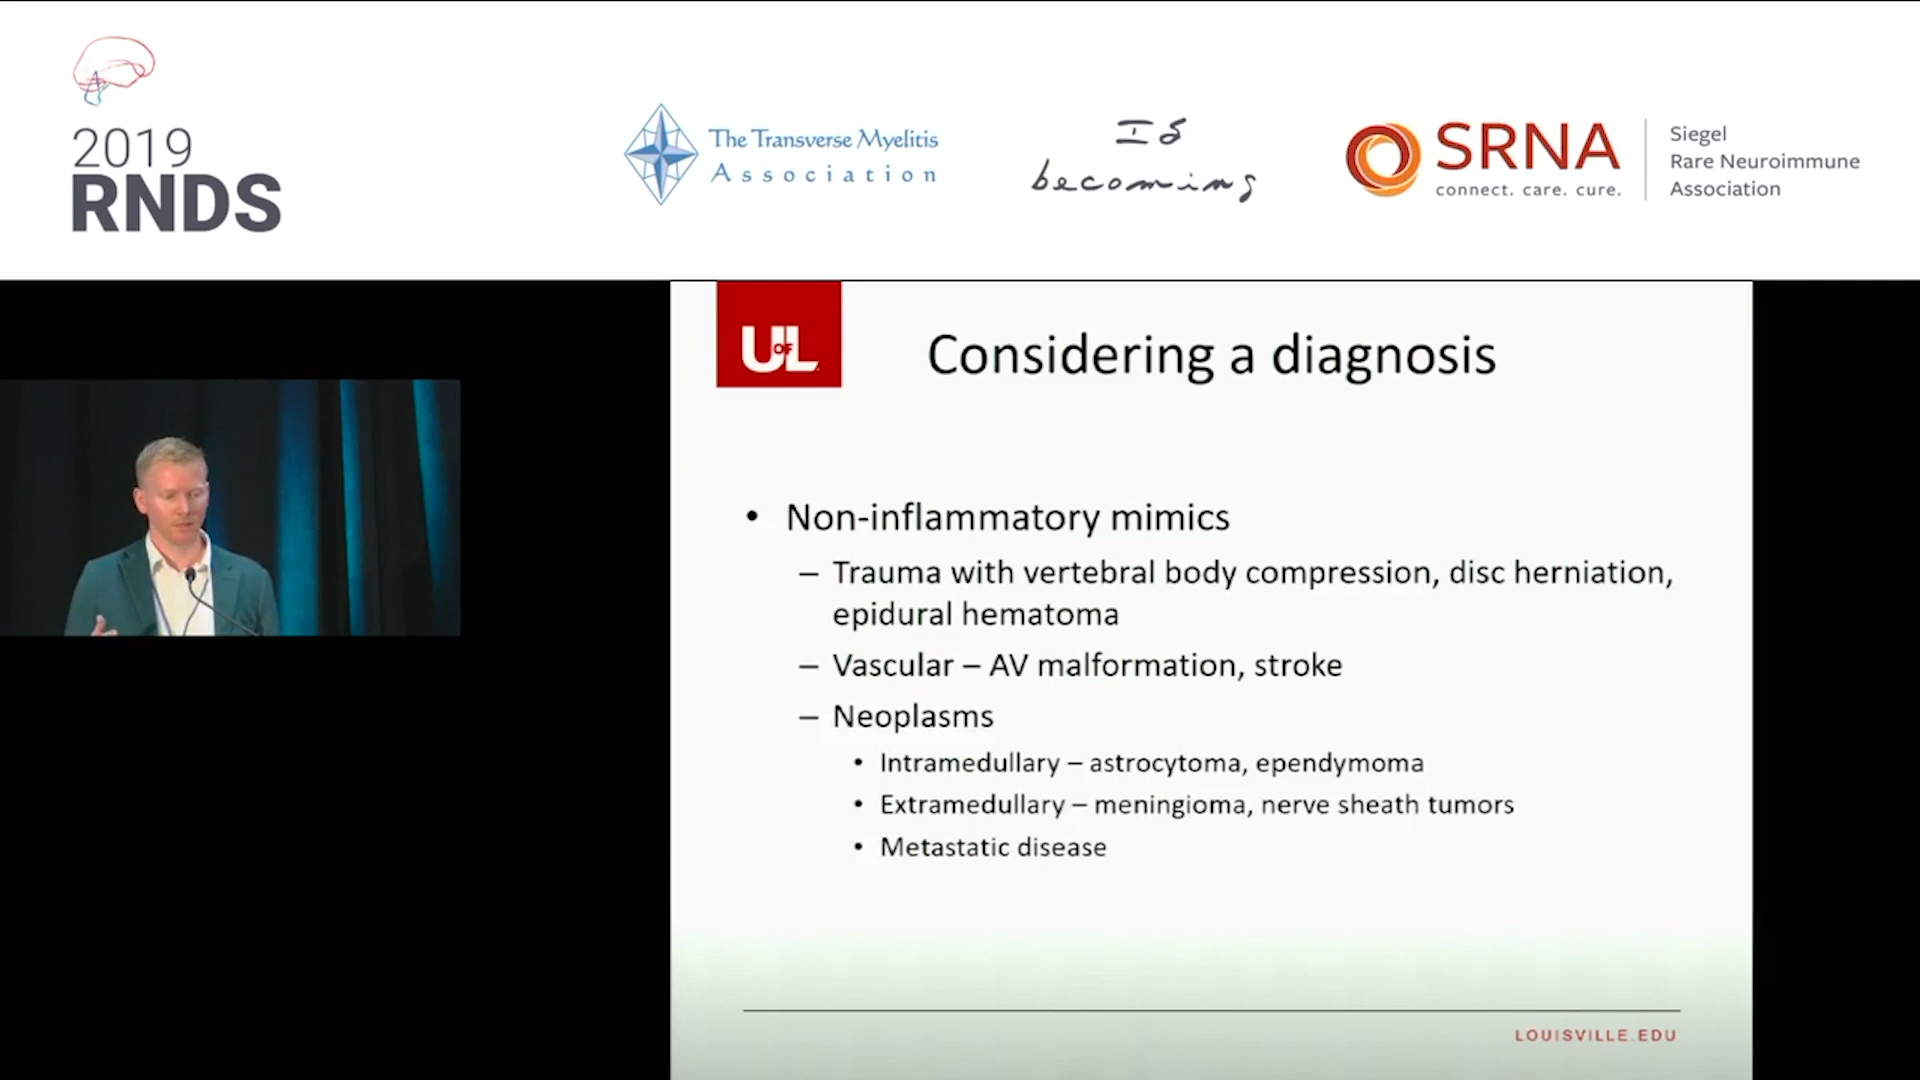 2019
RNDS
The Transverse Myelitis
Association
Is
becoming
SRNA
connect. care. cure.
Siegel
Rare Neuroimmune
Association
UofL
Considering a diagnosis
• Non-inflammatory mimics
– Trauma with vertebral body compression, disc herniation,
epidural hematoma
– Vascular – AV malformation, stroke
– Neoplasms
• Intramedullary – astrocytoma, ependymoma
• Extramedullary – meningioma, nerve sheath tumors
• Metastatic disease
LOUISVILLE.EDU